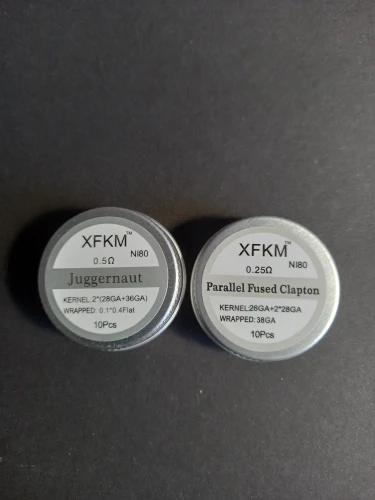 XFKM™
NI80
0.5Ω
Juggernaut
KERNEL:2*(28GA+36GA)
WRAPPED: 0.1*0.4Flat
10Pcs
XFKM™
NI80
0.25Ω
Parallel Fused Clapton
KERNEL:26GA+2*28GA
WRAPPED:38GA
10Pcs